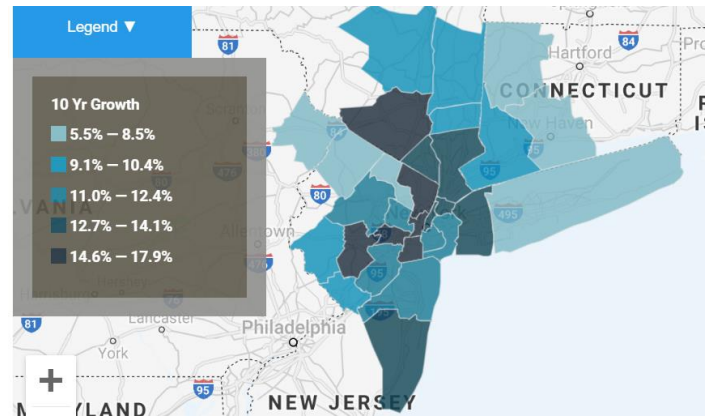 Legend ▼
10 Yr Growth
5.5% — 8.5%
9.1% — 10.4%
11.0% — 12.4%
12.7% — 14.1%
14.6% — 17.9%
81
84
Hartford
CONNECTICUT
New Haven
95
80
495
Allentown
476
95
Philadelphia
Lancaster
York
81
95
NEW JERSEY
+